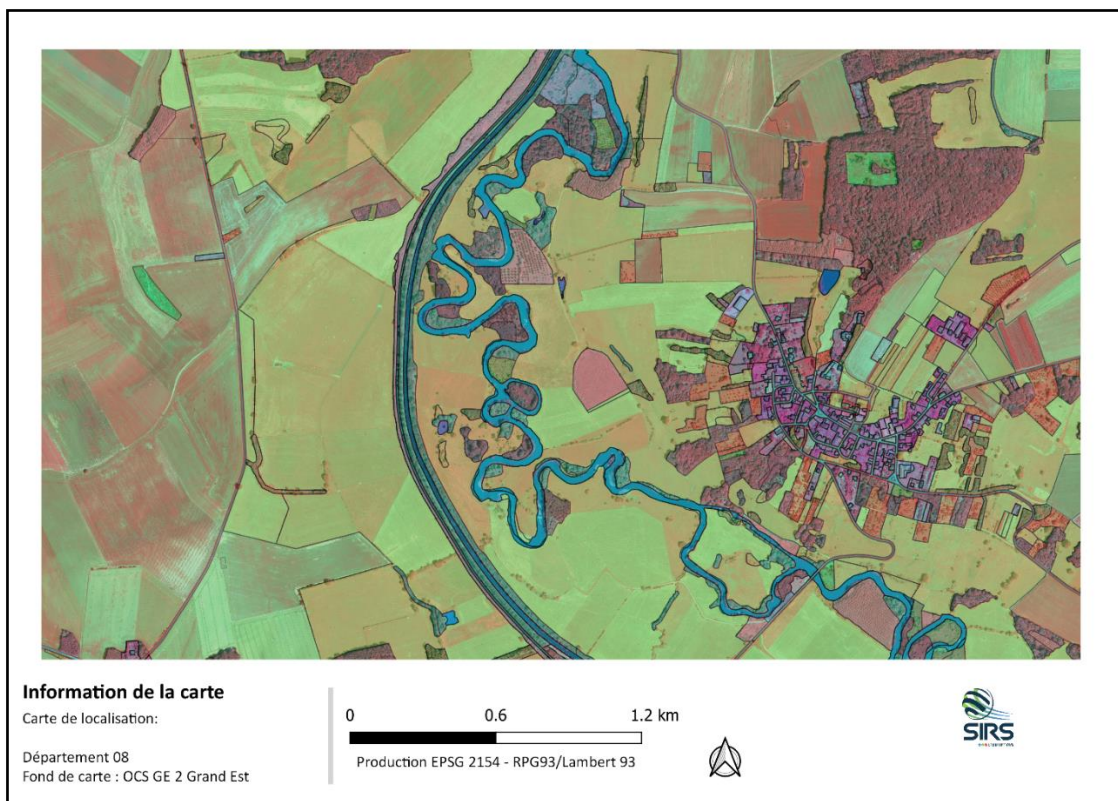 Information de la carte
Carte de localisation:
Département 08
Fond de carte : OCS GE 2 Grand Est
0 0.6 1.2 km
Production EPSG 2154 - RPG93/Lambert 93
SIRS